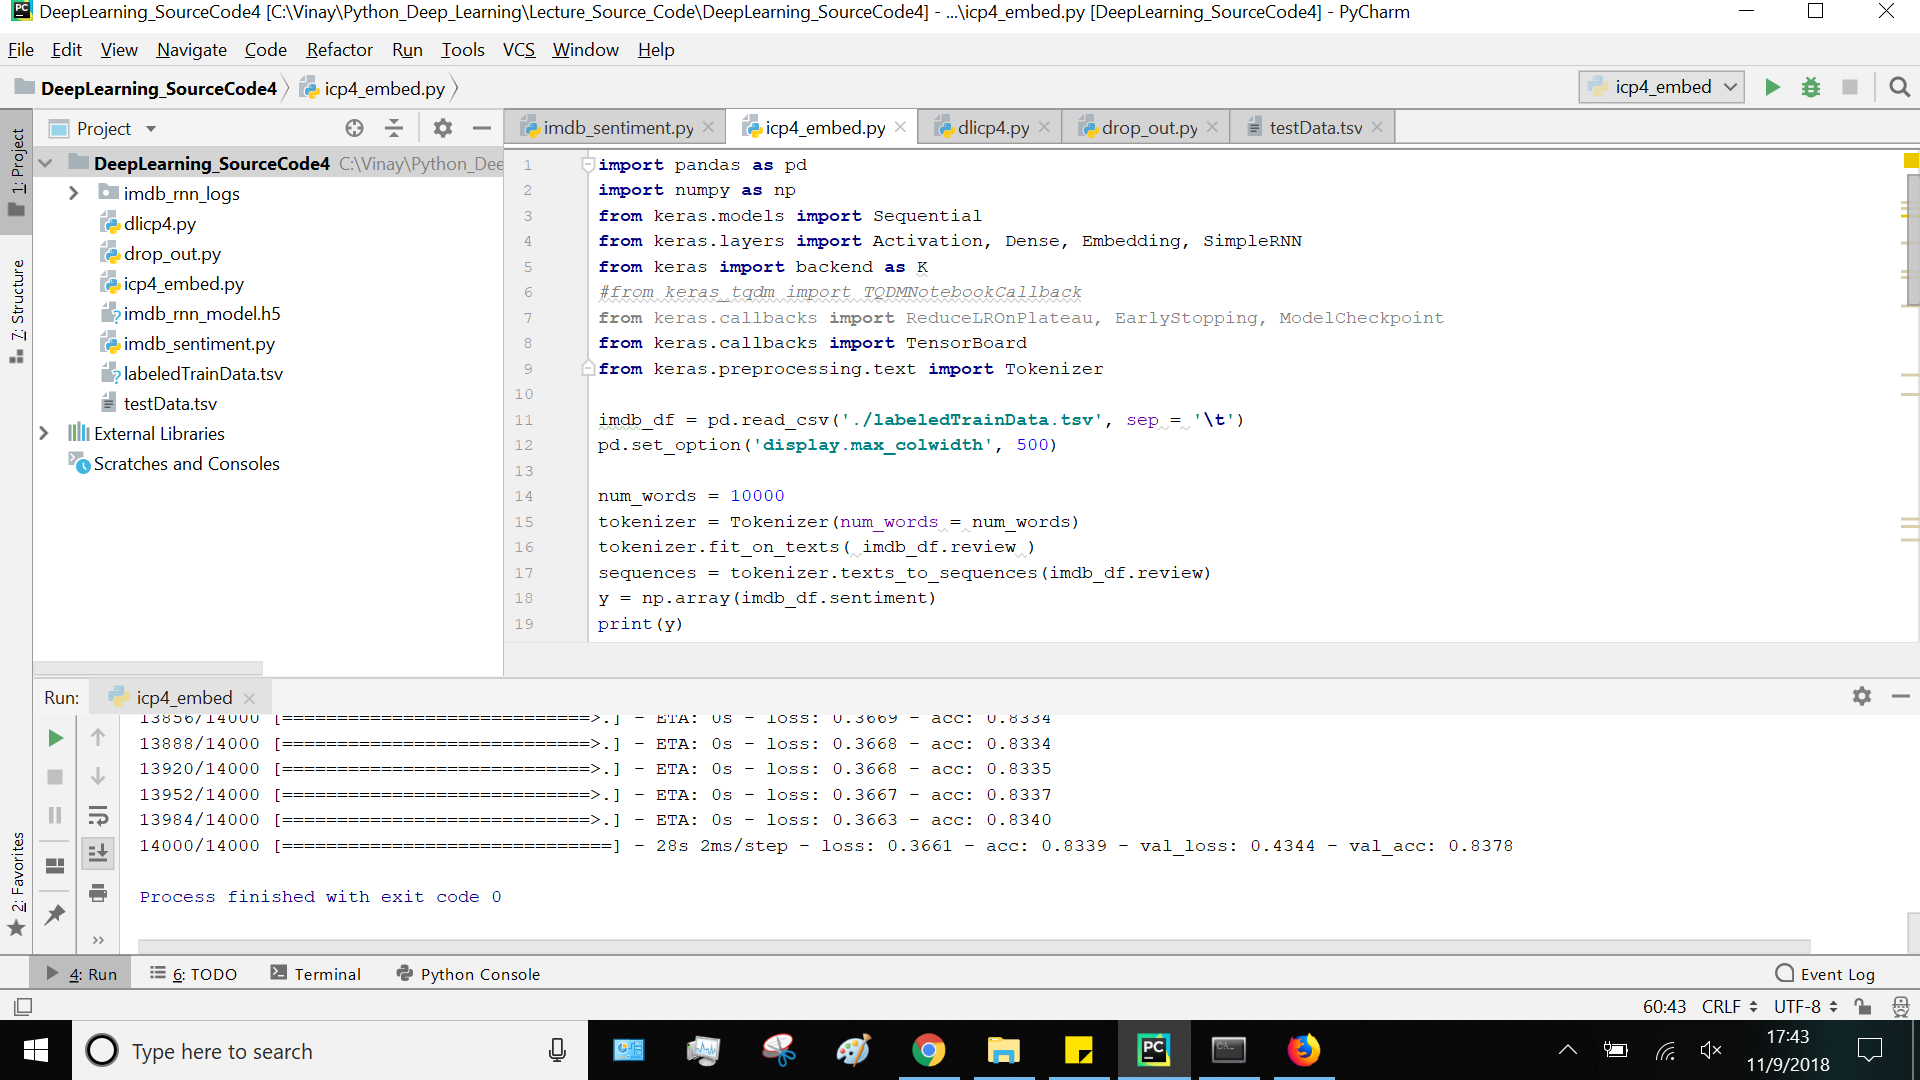 DeepLearning_SourceCode4 [C:\Vinay\Python_Deep_Learning\Lecture_Source_Code\DeepLearning_SourceCode4] - ...\icp4_embed.py [DeepLearning_SourceCode4] - PyCharm
File Edit View Navigate Code Refactor Run Tools VCS Window Help
DeepLearning_SourceCode4 icp4_embed.py
icp4_embed
Project
imdb_sentiment.py icp4_embed.py dlicp4.py drop_out.py testData.tsv
1: Project
7: Structure
2: Favorites
DeepLearning_SourceCode4 C:\Vinay\Python_Dee
imdb_rnn_logs
dlicp4.py
drop_out.py
icp4_embed.py
imdb_rnn_model.h5
imdb_sentiment.py
labeledTrainData.tsv
testData.tsv
External Libraries
Scratches and Consoles
1 import pandas as pd
2 import numpy as np
3 from keras.models import Sequential
4 from keras.layers import Activation, Dense, Embedding, SimpleRNN
5 from keras import backend as K
6 #from keras_tqdm import TQDMNotebookCallback
7 from keras.callbacks import ReduceLROnPlateau, EarlyStopping, ModelCheckpoint
8 from keras.callbacks import TensorBoard
9 from keras.preprocessing.text import Tokenizer
10
11 imdb_df = pd.read_csv('./labeledTrainData.tsv', sep = '\t')
12 pd.set_option('display.max_colwidth', 500)
13
14 num_words = 10000
15 tokenizer = Tokenizer(num_words = num_words)
16 tokenizer.fit_on_texts( imdb_df.review )
17 sequences = tokenizer.texts_to_sequences(imdb_df.review)
18 y = np.array(imdb_df.sentiment)
19 print(y)
Run: icp4_embed
13856/14000 [============================>.] - ETA: 0s - loss: 0.3669 - acc: 0.8334
13888/14000 [============================>.] - ETA: 0s - loss: 0.3668 - acc: 0.8334
13920/14000 [============================>.] - ETA: 0s - loss: 0.3668 - acc: 0.8335
13952/14000 [============================>.] - ETA: 0s - loss: 0.3667 - acc: 0.8337
13984/14000 [============================>.] - ETA: 0s - loss: 0.3663 - acc: 0.8340
14000/14000 [==============================] - 28s 2ms/step - loss: 0.3661 - acc: 0.8339 - val_loss: 0.4344 - val_acc: 0.8378
Process finished with exit code 0
4: Run 6: TODO Terminal Python Console Event Log
60:43 CRLF UTF-8
Type here to search
PC
17:43
11/9/2018